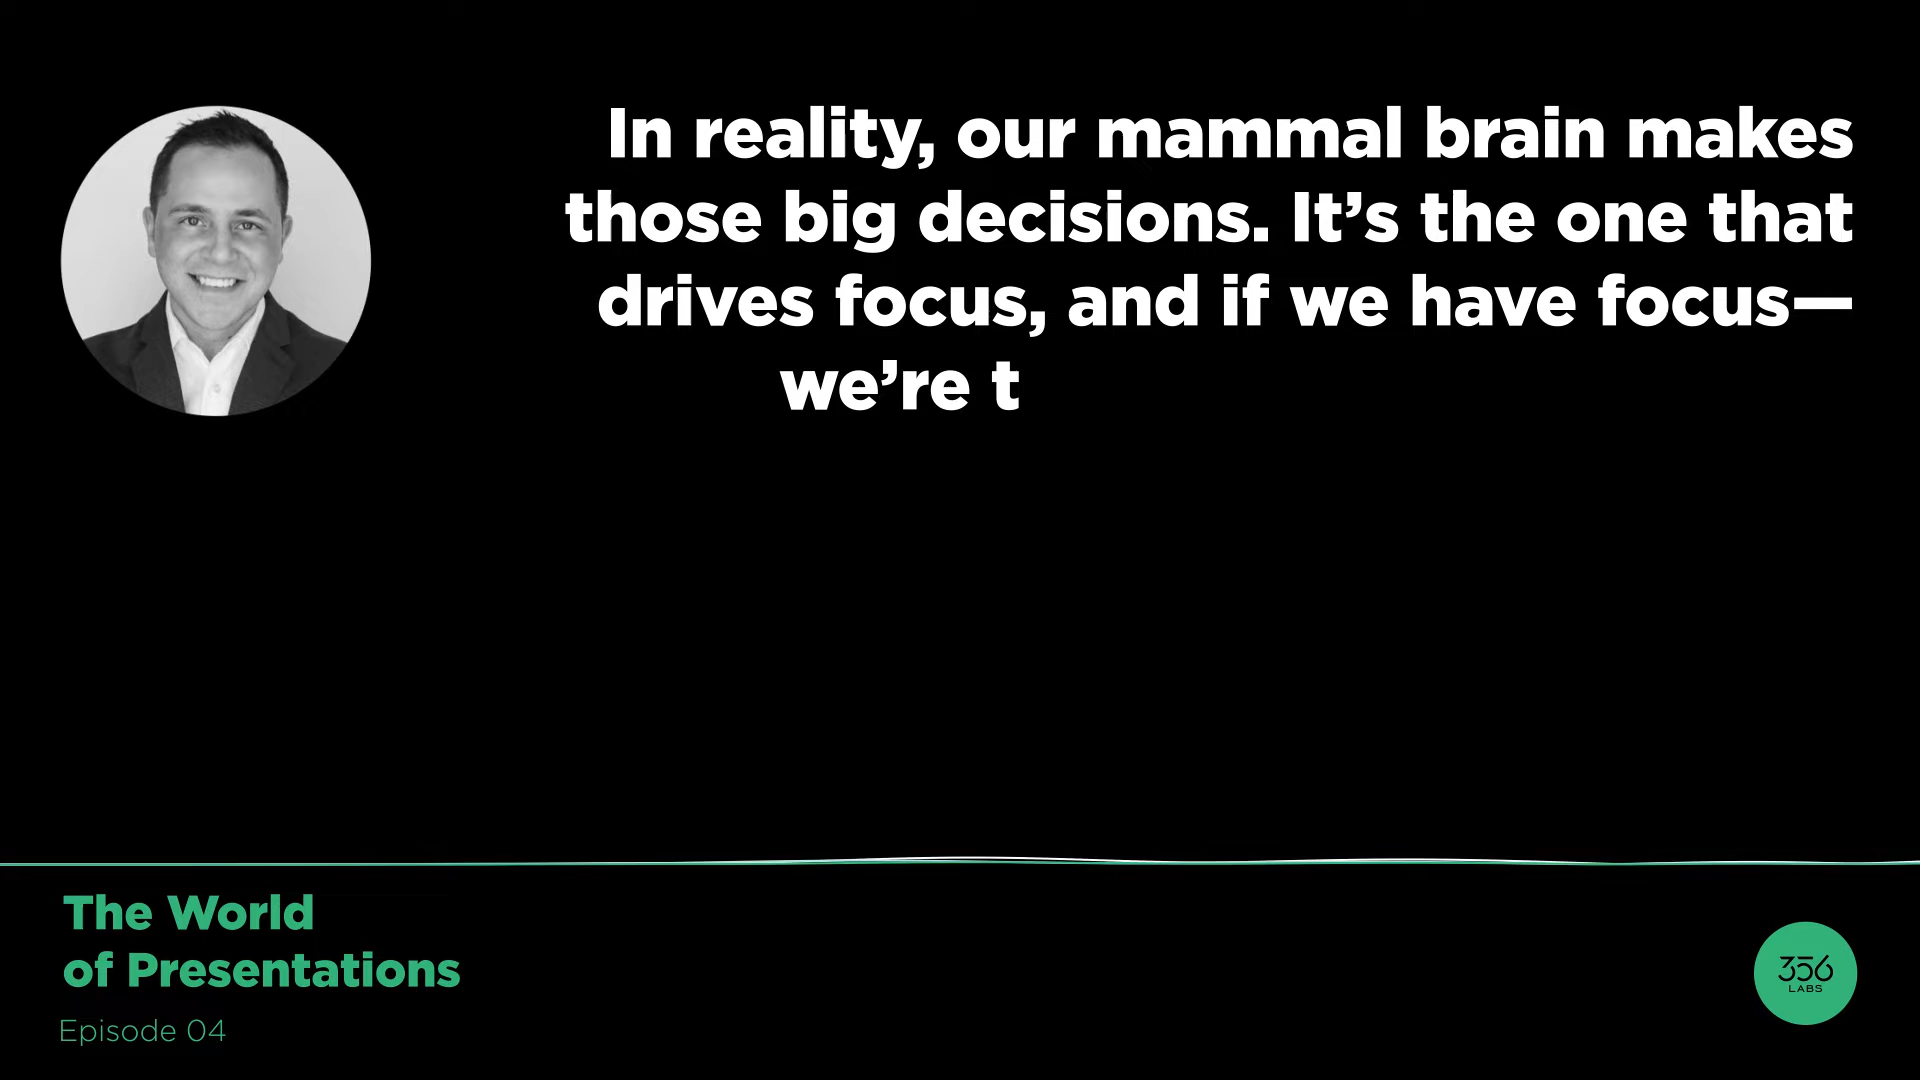 In reality, our mammal brain makes
those big decisions. It’s the one that
drives focus, and if we have focus—
we’re t
The World
of Presentations
Episode 04
356
LABS